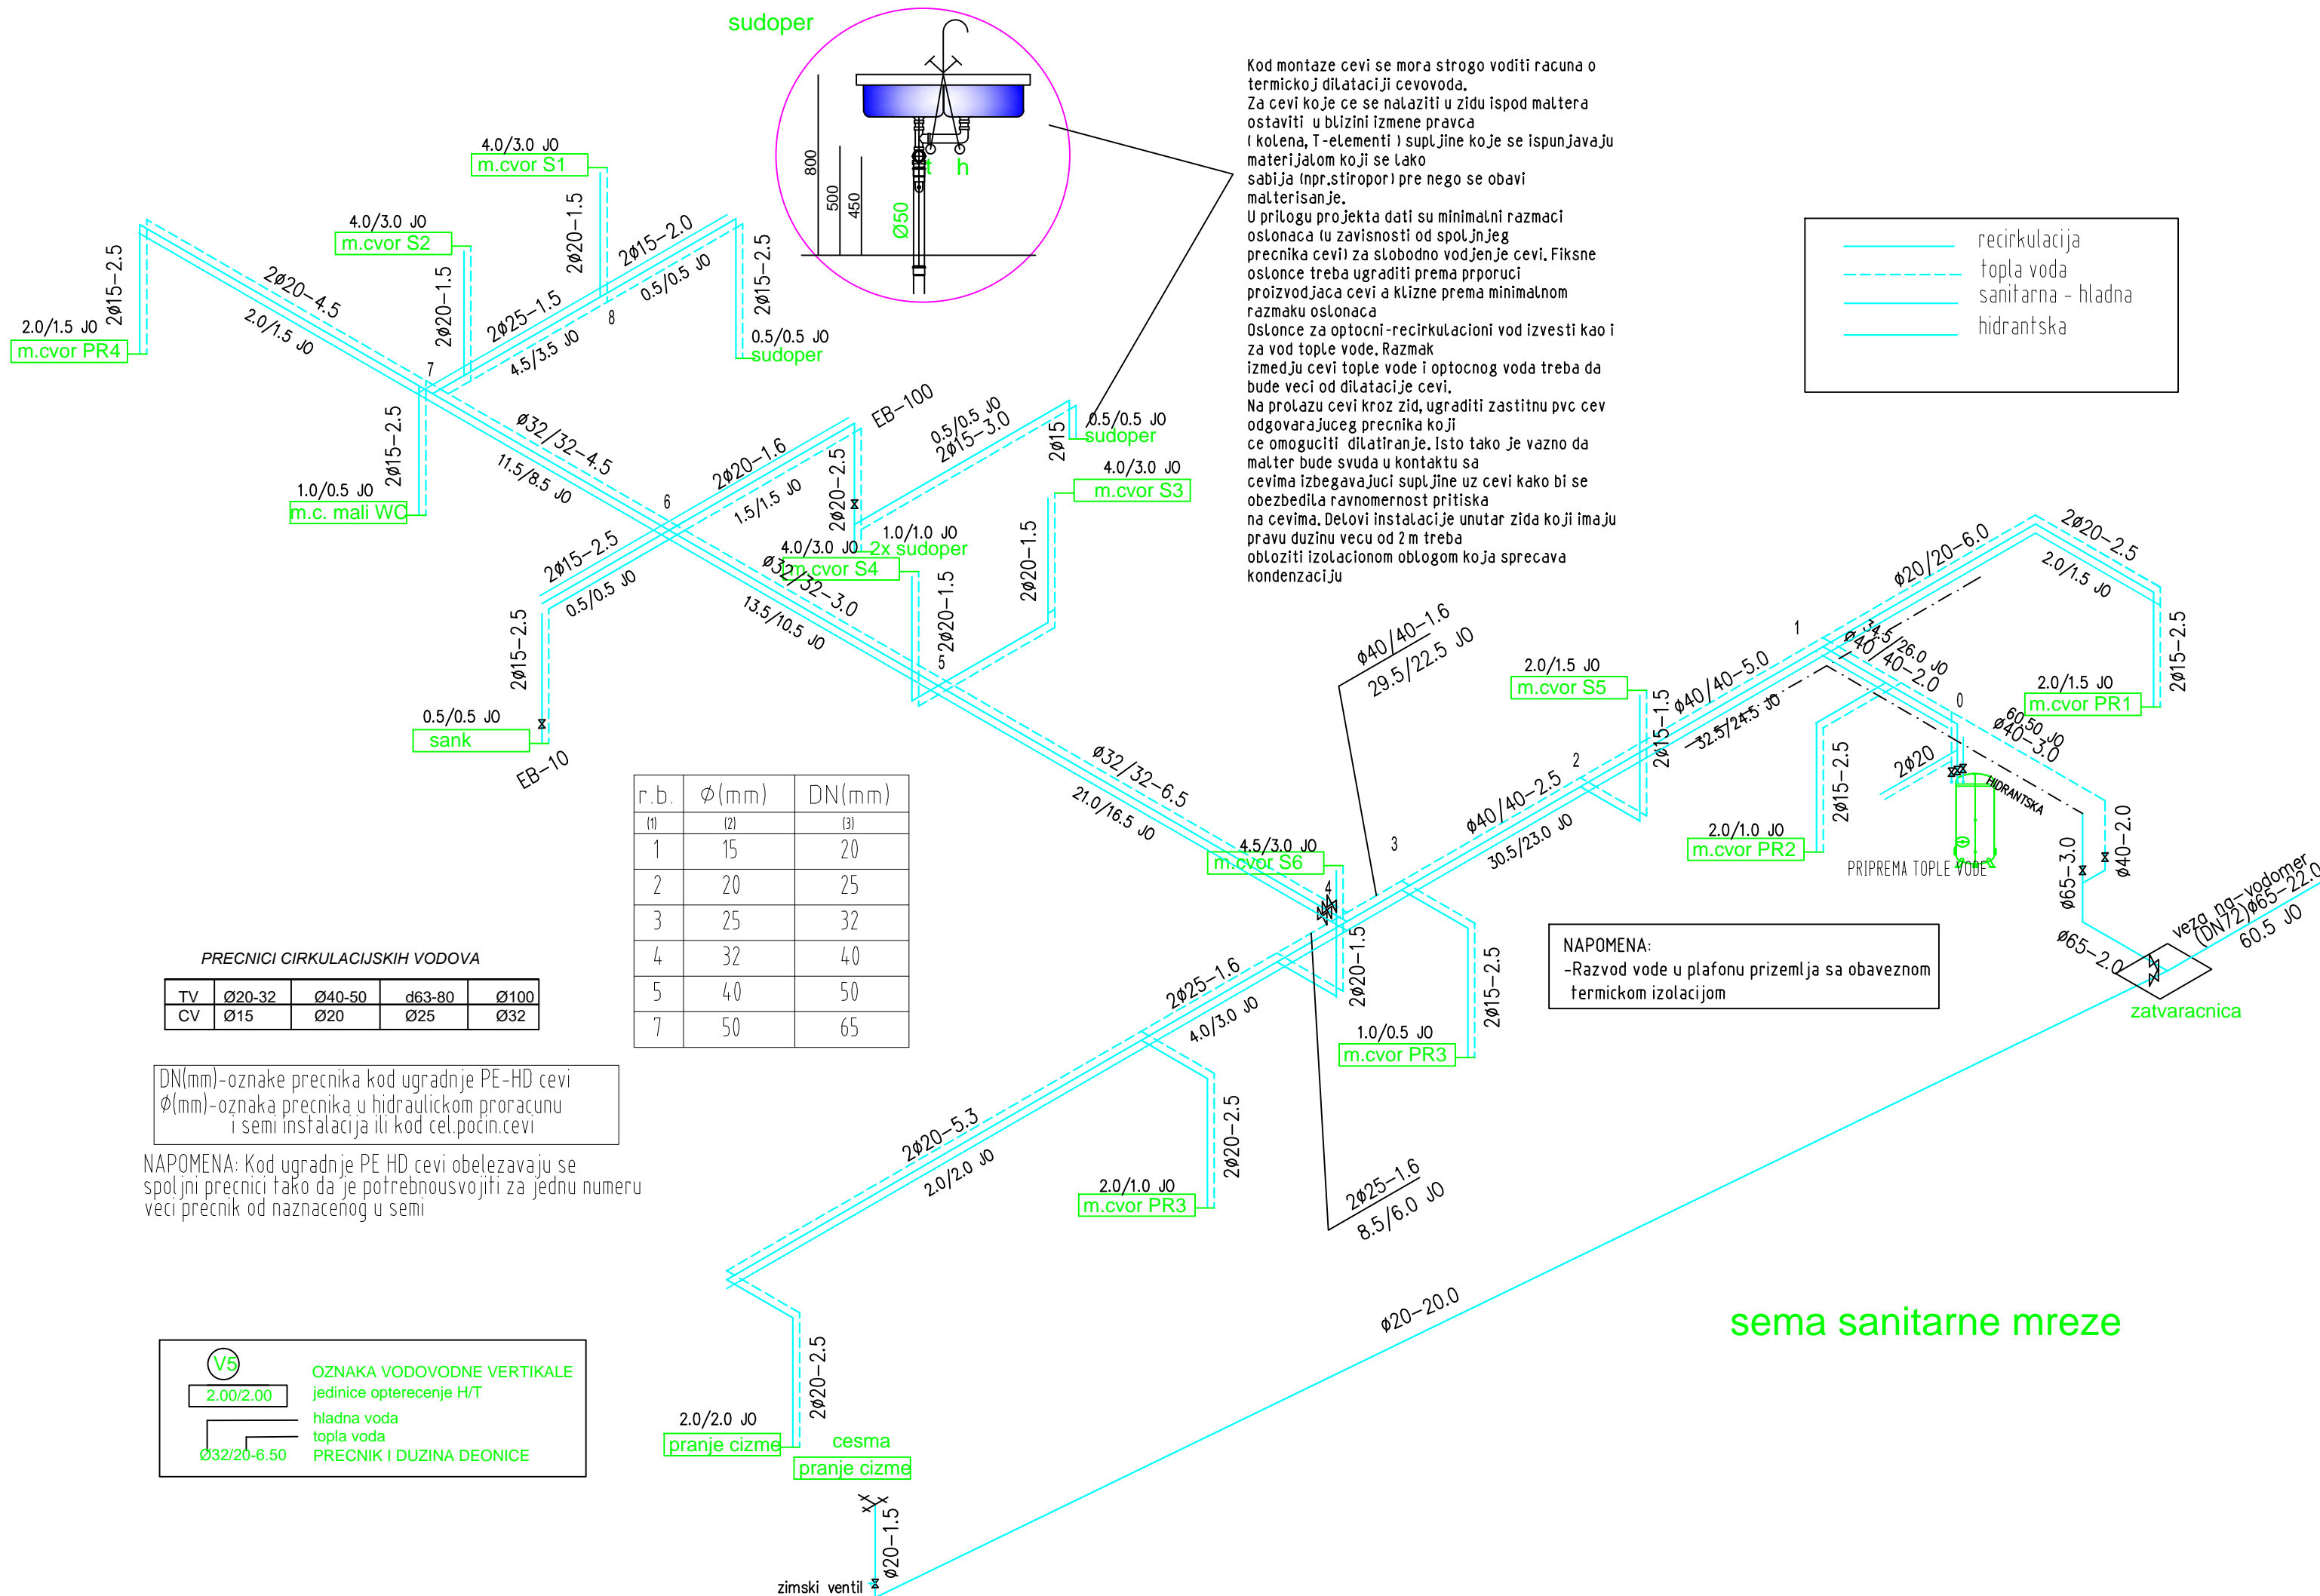 sudoper
800
500
450
Ø50
t h
Kod montaze cevi se mora strogo voditi racuna o
termickoj dilataciji cevovoda.
Za cevi koje ce se nalaziti u zidu ispod maltera
ostaviti u blizini izmene pravca
( kolena, T-elementi ) supljine koje se ispunjavaju
materijalom koji se lako
sabija (npr.stiropor) pre nego se obavi
malterisanje.
U prilogu projekta dati su minimalni razmaci
oslonaca (u zavisnosti od spoljnjeg
precnika cevi) za slobodno vodjenje cevi. Fiksne
oslonce treba ugraditi prema prporuci
proizvodjaca cevi a klizne prema minimalnom
razmaku oslonaca
Oslonce za optocni-recirkulacioni vod izvesti kao i
za vod tople vode. Razmak
izmedju cevi tople vode i optocnog voda treba da
bude veci od dilatacije cevi.
Na prolazu cevi kroz zid, ugraditi zastitnu pvc cev
odgovarajuceg precnika koji
ce omoguciti dilatiranje. Isto tako je vazno da
malter bude svuda u kontaktu sa
cevima izbegavajuci supljine uz cevi kako bi se
obezbedila ravnomernost pritiska
na cevima. Delovi instalacije unutar zida koji imaju
pravu duzinu vecu od 2 m treba
obloziti izolacionom oblogom koja sprecava
kondenzaciju
recirkulacija
topla voda
sanitarna - hladna
hidrantska
4.0/3.0 JO
m.cvor S1
2ø20-1.5
4.0/3.0 JO
m.cvor S2
2ø20-1.5
2ø15-2.0
0.5/0.5 JO
2ø15-2.5
0.5/0.5 JO
sudoper
2ø25-1.5
4.5/3.5 JO
8
2ø15-2.5
2.0/1.5 JO
m.cvor PR4
2ø20-4.5
2.0/1.5 JO
7
2ø15-2.5
1.0/0.5 JO
m.c. mali WC
ø32/32-4.5
11.5/8.5 JO
6
2ø20-1.6
1.5/1.5 JO
EB-100
2ø20-2.5
0.5/0.5 JO
2ø15-3.0
2ø15
0.5/0.5 JO
sudoper
4.0/3.0 JO
m.cvor S3
2ø20-1.5
1.0/1.0 JO
2x sudoper
4.0/3.0 JO
m.cvor S4
2ø20-1.5
2ø15-2.5
0.5/0.5 JO
2ø15-2.5
0.5/0.5 JO
sank
EB-10
ø32/32-3.0
13.5/10.5 JO
5
ø32/32-6.5
21.0/16.5 JO
ø40/40-1.6
29.5/22.5 JO
3
4.5/3.0 JO
m.cvor S6
4
2ø20-1.5
ø40/40-2.5
30.5/23.0 JO
2
2.0/1.5 JO
m.cvor S5
2ø15-1.5
ø40/40-5.0
32.5/24.5 JO
1
34.5/26.0 JO
ø40/40-2.0
ø20/20-6.0
2ø20-2.5
2.0/1.5 JO
2ø15-2.5
2.0/1.5 JO
m.cvor PR1
0
60.50 JO
ø40-3.0
2ø20
2ø15-2.5
2.0/1.0 JO
m.cvor PR2
HIDRANTSKA
PRIPREMA TOPLE VODE
ø65-3.0
ø40-2.0
ø65-2.0
veza na-vodomer
(DN72)ø65-22.0
60.5 JO
zatvaracnica
NAPOMENA:
-Razvod vode u plafonu prizemlja sa obaveznom
termickom izolacijom
2ø15-2.5
1.0/0.5 JO
m.cvor PR3
2ø25-1.6
4.0/3.0 JO
2ø25-1.6
8.5/6.0 JO
2ø20-2.5
2.0/1.0 JO
m.cvor PR3
2ø20-5.3
2.0/2.0 JO
2ø20-2.5
2.0/2.0 JO
pranje cizme
cesma
pranje cizme
ø20-1.5
zimski ventil
ø20-20.0
sema sanitarne mreze
r.b. Ø(mm) DN(mm)
(1) (2) (3)
1 15 20
2 20 25
3 25 32
4 32 40
5 40 50
7 50 65
PRECNICI CIRKULACIJSKIH VODOVA
TV Ø20-32 Ø40-50 d63-80 Ø100
CV Ø15 Ø20 Ø25 Ø32
DN(mm)-oznake precnika kod ugradnje PE-HD cevi
Ø(mm)-oznaka precnika u hidraulickom proracunu
i semi instalacija ili kod cel.pocin.cevi
NAPOMENA: Kod ugradnje PE HD cevi obelezavaju se
spoljni precnici tako da je potrebnousvojiti za jednu numeru
veci precnik od naznacenog u semi
V5 OZNAKA VODOVODNE VERTIKALE
2.00/2.00 jedinice opterecenje H/T
hladna voda
topla voda
Ø32/20-6.50 PRECNIK I DUZINA DEONICE